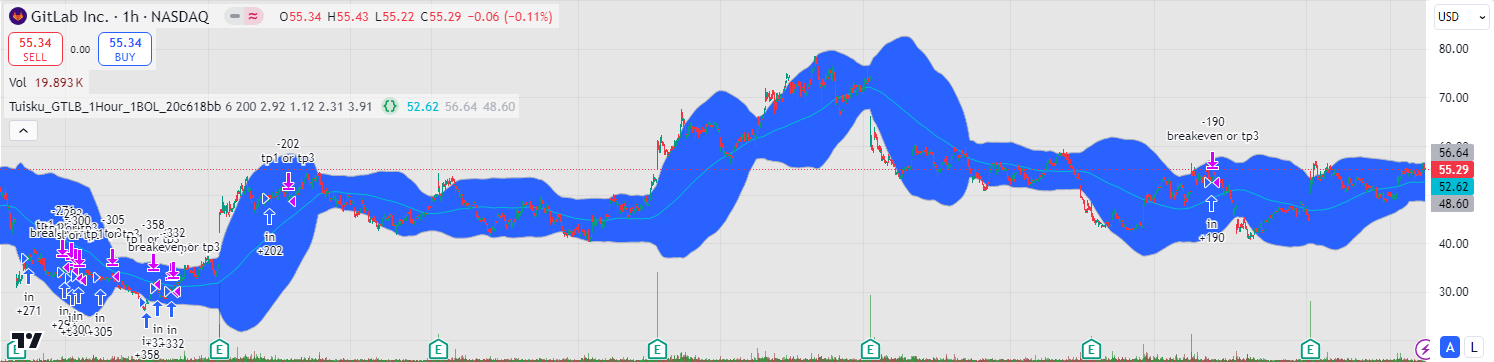 GitLab Inc. · 1h · NASDAQ O55.34 H55.43 L55.22 C55.29 −0.06 (−0.11%)
USD
55.34 0.00 55.34
SELL BUY
Vol 19.893 K
Tuisku_GTLB_1Hour_1BOL_20c618bb 6 200 2.92 1.12 2.31 3.91 52.62 56.64 48.60
80.00
70.00
56.64
55.29
52.62
48.60
40.00
30.00
-202
tp1 or tp3
in
+202
-190
breakeven or tp3
in
+190
-305
-358
tp1 or tp3
-332
breakeven or tp3
in
+271
in
+305
in
+332
+358
E E E E E E
A L